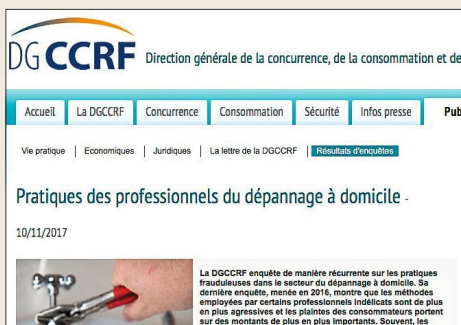 DGCCRF Direction générale de la concurrence, de la consommation et de
Accueil La DGCCRF Concurrence Consommation Sécurité Infos presse Pub
Vie pratique | Economiques | Juridiques | La lettre de la DGCCRF | Résultats d'enquêtes
Pratiques des professionnels du dépannage à domicile -
10/11/2017
La DGCCRF enquête de manière récurrente sur les pratiques
frauduleuses dans le secteur du dépannage à domicile. Sa
dernière enquête, menée en 2016, montre que les méthodes
employées par certains professionnels indélicats sont de plus
en plus agressives et les plaintes des consommateurs portent
sur des montants de plus en plus importants. Souvent, les